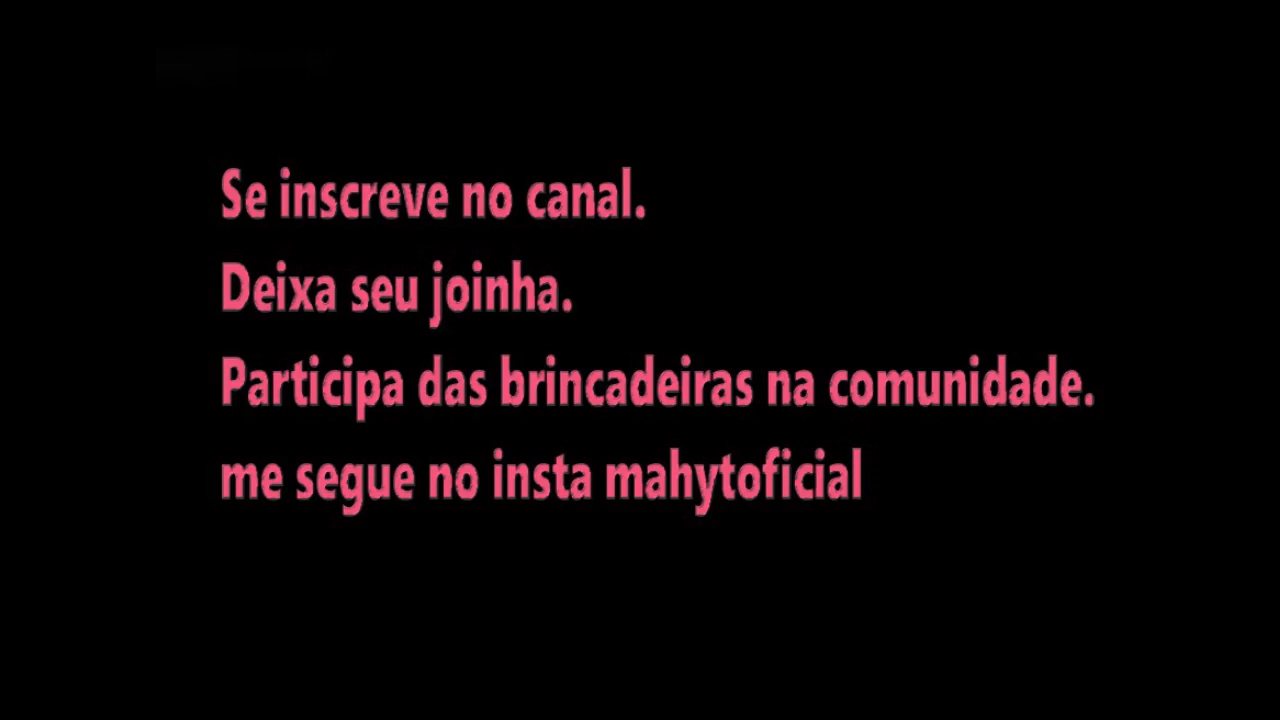 Se inscreve no canal.
Deixa seu joinha.
Participa das brincadeiras na comunidade.
me segue no insta mahytoficial